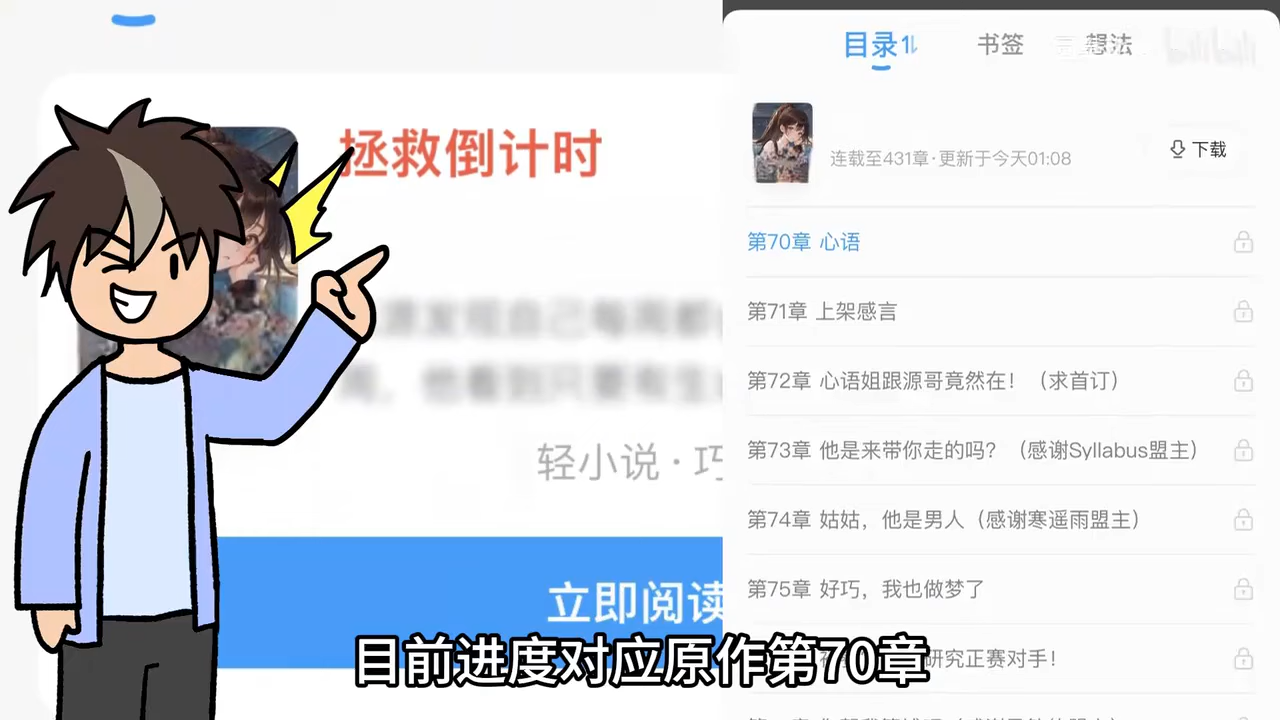 拯救倒计时
轻小说·巧
立即阅读
目录
书签
想法
bilibili
连载至431章·更新于今天01:08
下载
第70章 心语
第71章 上架感言
第72章 心语姐跟源哥竟然在！（求首订）
第73章 他是来带你走的吗？（感谢Syllabus盟主）
第74章 姑姑，他是男人（感谢寒遥雨盟主）
第75章 好巧，我也做梦了
研究正赛对手！
目前进度对应原作第70章